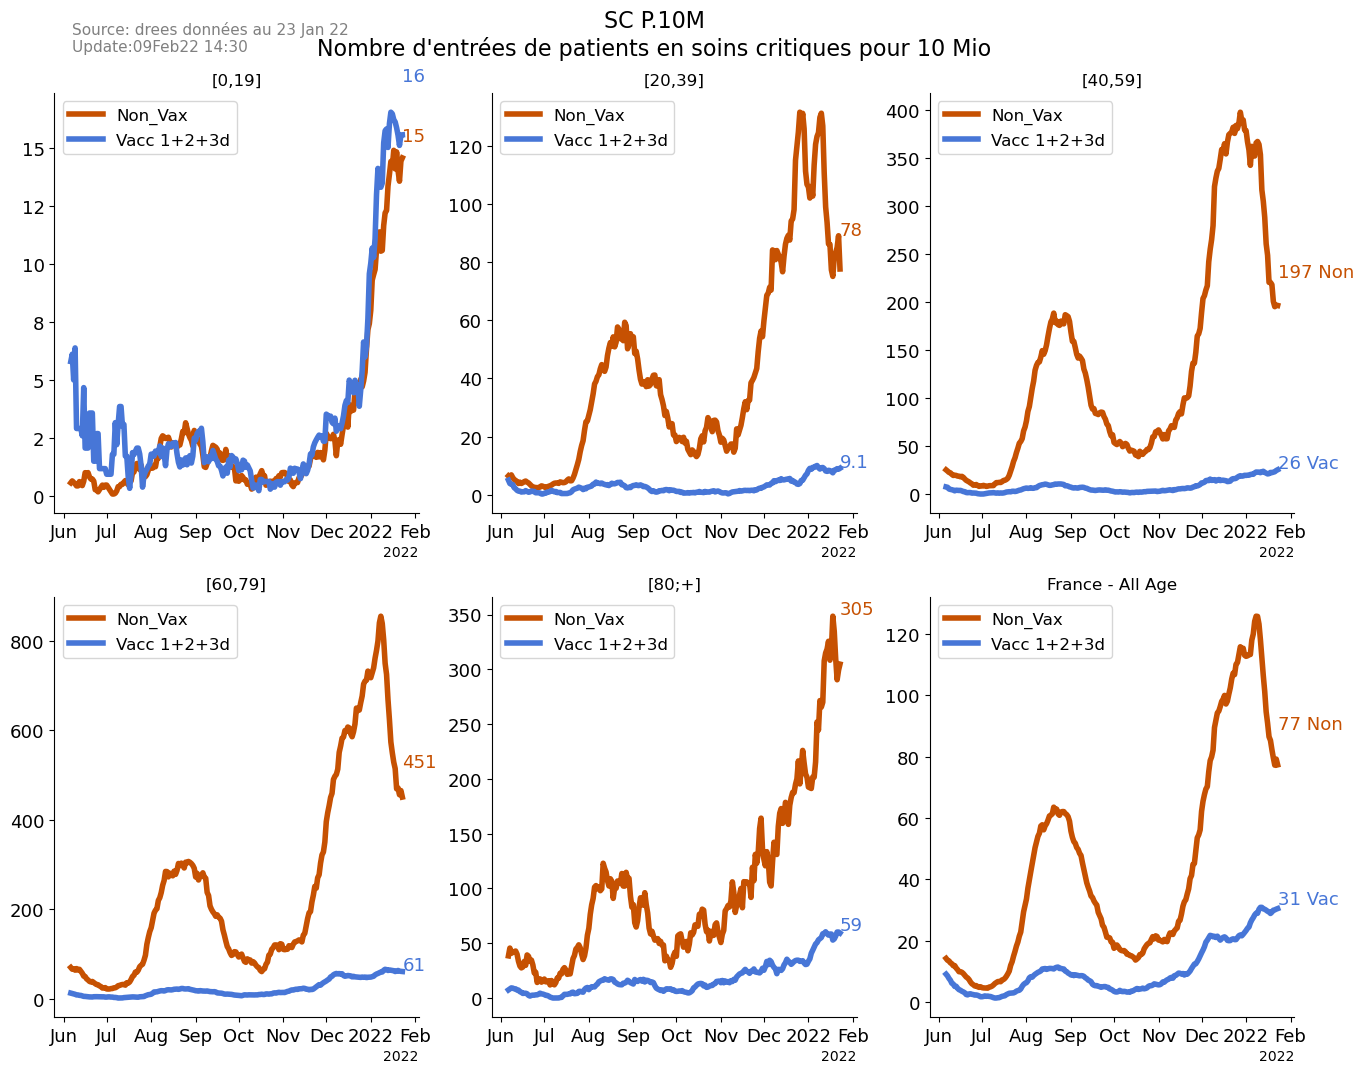 Source: drees données au 23 Jan 22
Update:09Feb22 14:30
SC P.10M
Nombre d'entrées de patients en soins critiques pour 10 Mio
[0,19]
Non_Vax
Vacc 1+2+3d
16
15
15
12
10
8
5
2
0
Jun Jul Aug Sep Oct Nov Dec 2022 Feb
2022
[20,39]
Non_Vax
Vacc 1+2+3d
78
9.1
120
100
80
60
40
20
0
Jun Jul Aug Sep Oct Nov Dec 2022 Feb
2022
[40,59]
Non_Vax
Vacc 1+2+3d
197 Non
26 Vac
400
350
300
250
200
150
100
50
0
Jun Jul Aug Sep Oct Nov Dec 2022 Feb
2022
[60,79]
Non_Vax
Vacc 1+2+3d
451
61
800
600
400
200
0
Jun Jul Aug Sep Oct Nov Dec 2022 Feb
2022
[80;+]
Non_Vax
Vacc 1+2+3d
305
59
350
300
250
200
150
100
50
0
Jun Jul Aug Sep Oct Nov Dec 2022 Feb
2022
France - All Age
Non_Vax
Vacc 1+2+3d
77 Non
31 Vac
120
100
80
60
40
20
0
Jun Jul Aug Sep Oct Nov Dec 2022 Feb
2022